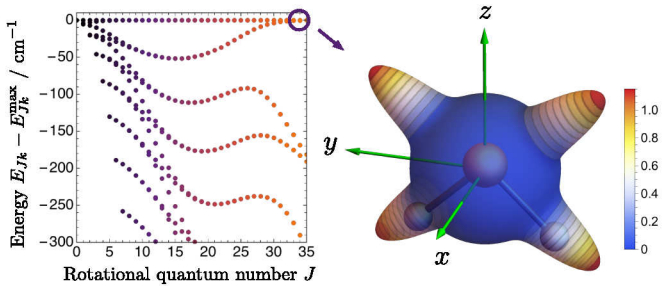 Energy E_{Jk} − E_{Jk}^{max} / cm⁻¹
0
−50
−100
−150
−200
−250
−300
0 5 10 15 20 25 30 35
Rotational quantum number J
z
y
x
1.0
0.8
0.6
0.4
0.2
0